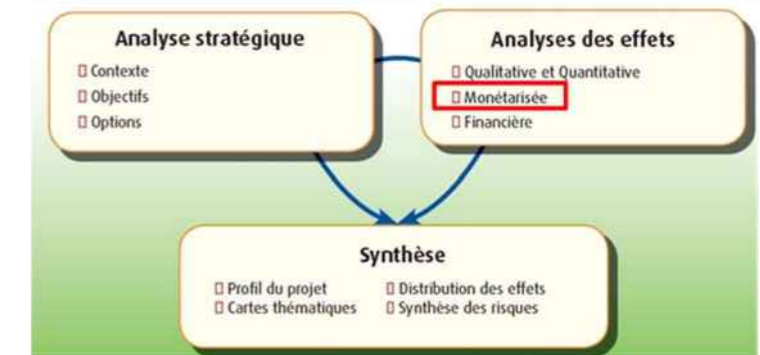 Analyse stratégique
Contexte
Objectifs
Options
Analyses des effets
Qualitative et Quantitative
Monétarisée
Financière
Synthèse
Profil du projet
Cartes thématiques
Distribution des effets
Synthèse des risques